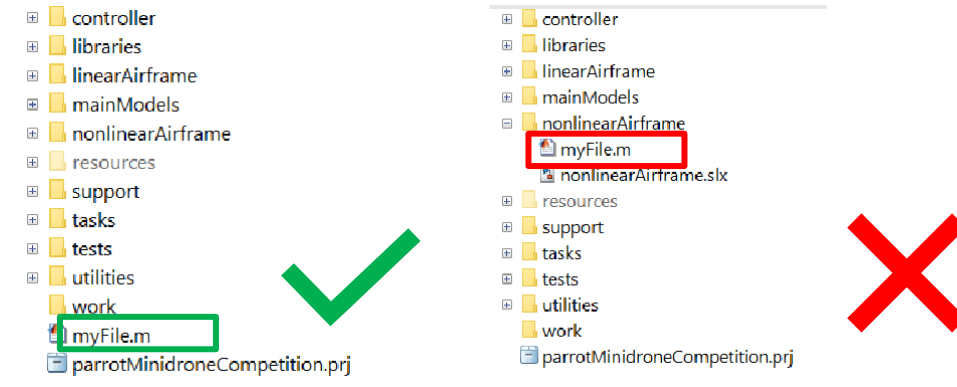 controller
libraries
linearAirframe
mainModels
nonlinearAirframe
resources
support
tasks
tests
utilities
work
myFile.m
parrotMinidroneCompetition.prj
controller
libraries
linearAirframe
mainModels
nonlinearAirframe
myFile.m
nonlinearAirframe.slx
resources
support
tasks
tests
utilities
work
parrotMinidroneCompetition.prj